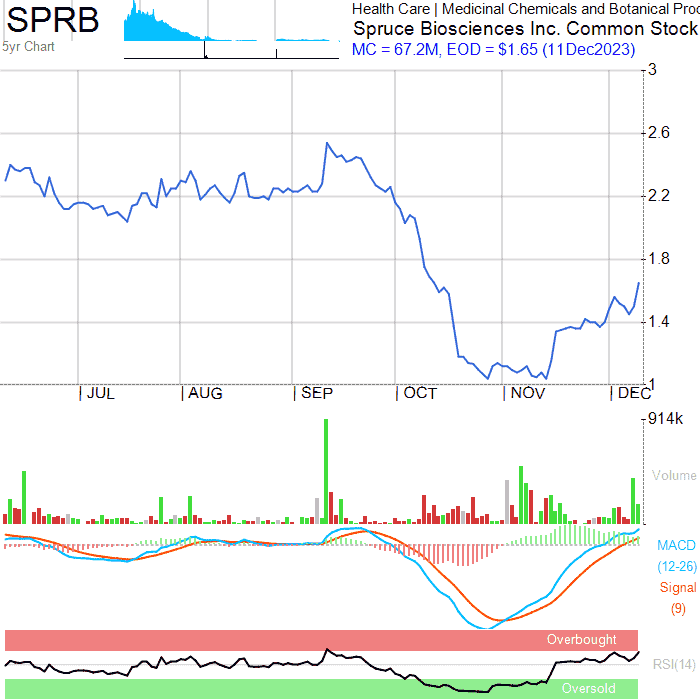 SPRB
5yr Chart
Health Care | Medicinal Chemicals and Botanical Proc
Spruce Biosciences Inc. Common Stock
MC = 67.2M, EOD = $1.65 (11Dec2023)
3
2.6
2.2
1.8
1.4
1
| JUL | AUG | SEP | OCT | NOV | DEC
914k
Volume
MACD
(12-26)
Signal
(9)
Overbought
RSI(14)
Oversold